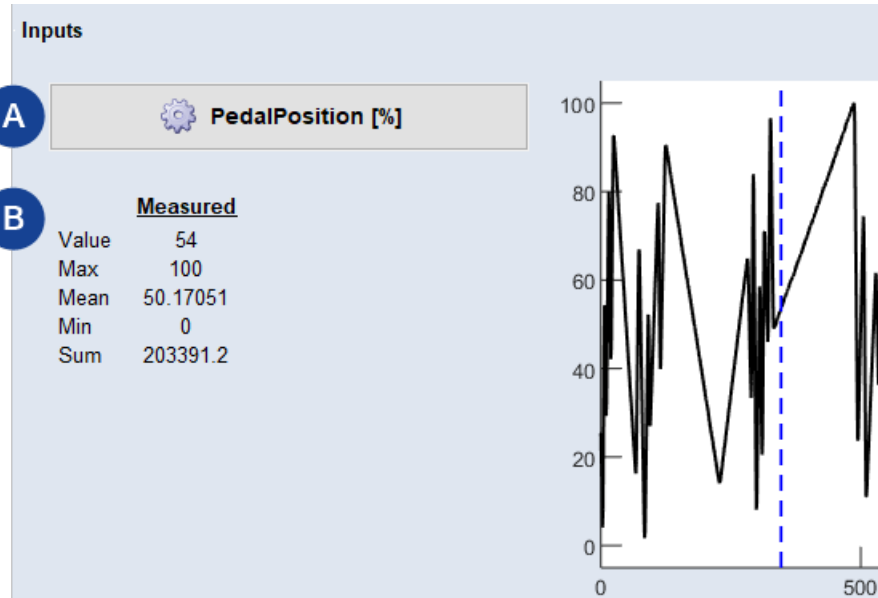 Inputs
A
PedalPosition [%]
B
Measured
Value 54
Max 100
Mean 50.17051
Min 0
Sum 203391.2
100
80
60
40
20
0
0 500